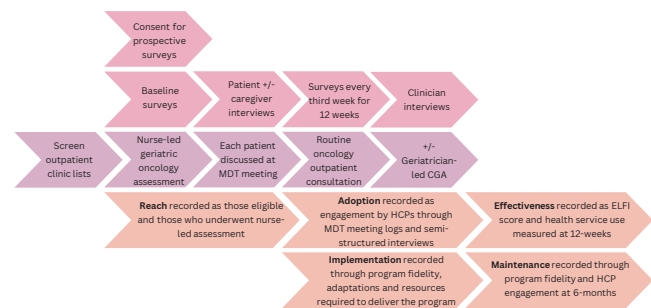 Consent for
prospective
surveys
Baseline
surveys
Patient +/-
caregiver
interviews
Surveys every
third week for
12 weeks
Clinician
interviews
Screen
outpatient
clinic lists
Nurse-led
geriatric
oncology
assessment
Each patient
discussed at
MDT meeting
Routine
oncology
outpatient
consultation
+/-
Geriatrician-
led CGA
Reach recorded as those eligible
and those who underwent nurse-
led assessment
Adoption recorded as
engagement by HCPs through
MDT meeting logs and semi-
structured interviews
Effectiveness recorded as ELFI
score and health service use
measured at 12-weeks
Implementation recorded
through program fidelity,
adaptations and resources
required to deliver the program
Maintenance recorded through
program fidelity and HCP
engagement at 6-months